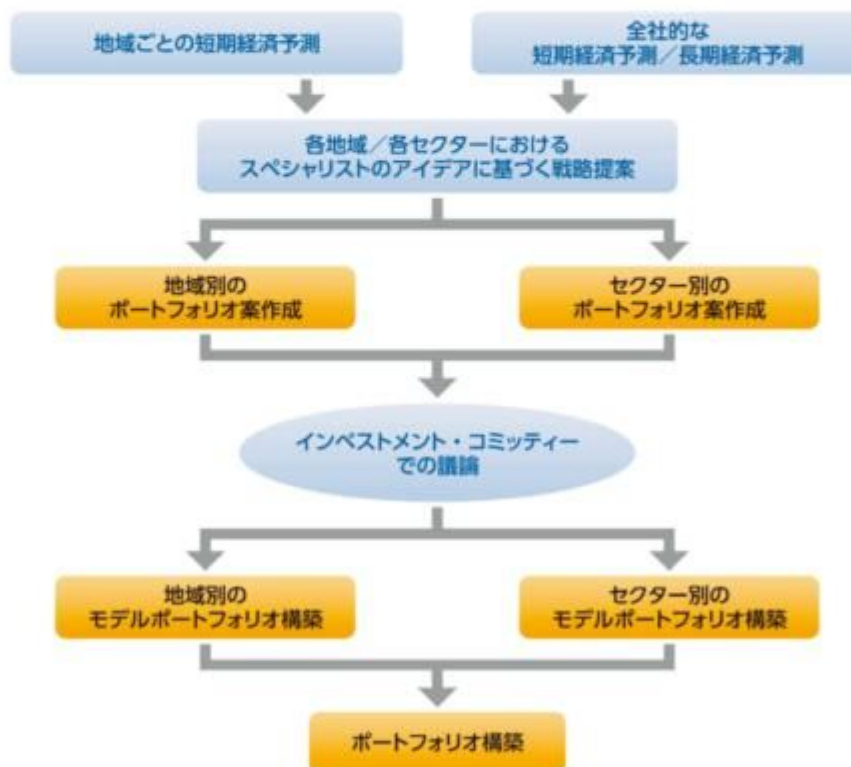 地域ごとの短期経済予測
全社的な
短期経済予測／長期経済予測
各地域／各セクターにおける
スペシャリストのアイデアに基づく戦略提案
地域別の
ポートフォリオ案作成
セクター別の
ポートフォリオ案作成
インベストメント・コミッティー
での議論
地域別の
モデルポートフォリオ構築
セクター別の
モデルポートフォリオ構築
ポートフォリオ構築